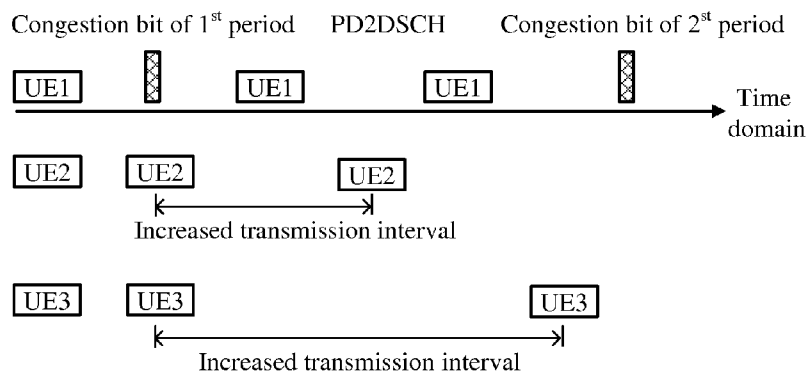 Congestion bit of 1st period PD2DSCH Congestion bit of 2st period
UE1 UE1 UE1
Time
domain
UE2 UE2 UE2
Increased transmission interval
UE3 UE3 UE3
Increased transmission interval